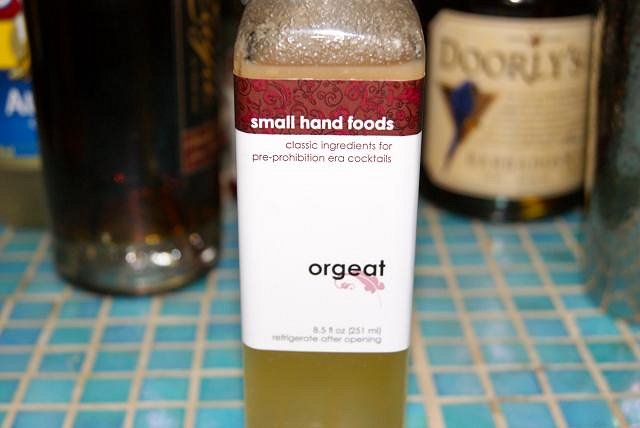 small hand foods
classic ingredients for
pre-prohibition era cocktails
orgeat
8.5 fl oz (251 ml)
refrigerate after opening
DOORLY'S